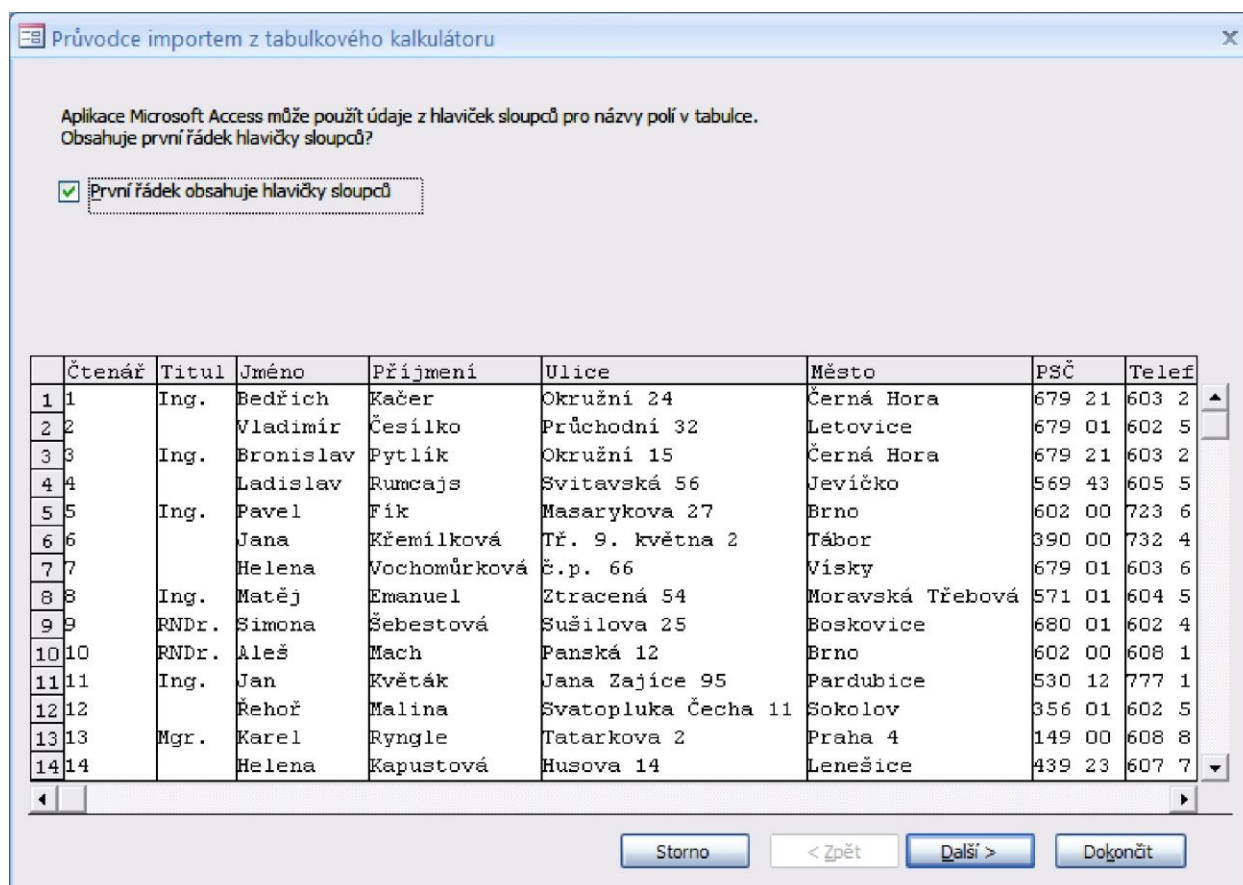 Průvodce importem z tabulkového kalkulátoru
Aplikace Microsoft Access může použít údaje z hlaviček sloupců pro názvy polí v tabulce.
Obsahuje první řádek hlavičky sloupců?
První řádek obsahuje hlavičky sloupců
Čtenář Titul Jméno Příjmení Ulice Město PSČ Telef
1 1 Ing. Bedřich Kačer Okružní 24 Černá Hora 679 21 603 2
2 2 Vladimír Česílko Průchodní 32 Letovice 679 01 602 5
3 3 Ing. Bronislav Pytlík Okružní 15 Černá Hora 679 21 603 2
4 4 Ladislav Rumcajs Svitavská 56 Jevíčko 569 43 605 5
5 5 Ing. Pavel Fík Masarykova 27 Brno 602 00 723 6
6 6 Jana Křemílková Tř. 9. května 2 Tábor 390 00 732 4
7 7 Helena Vochomůrková č.p. 66 Vísky 679 01 603 6
8 8 Ing. Matěj Emanuel Ztracená 54 Moravská Třebová 571 01 604 5
9 9 RNDr. Simona Šebestová Sušilova 25 Boskovice 680 01 602 4
10 10 RNDr. Aleš Mach Panská 12 Brno 602 00 608 1
11 11 Ing. Jan Květák Jana Zajíce 95 Pardubice 530 12 777 1
12 12 Řehoř Malina Svatopluka Čecha 11 Sokolov 356 01 602 5
13 13 Mgr. Karel Ryngle Tatarkova 2 Praha 4 149 00 608 8
14 14 Helena Kapustová Husova 14 Lenešice 439 23 607 7
Storno < Zpět Další > Dokončit